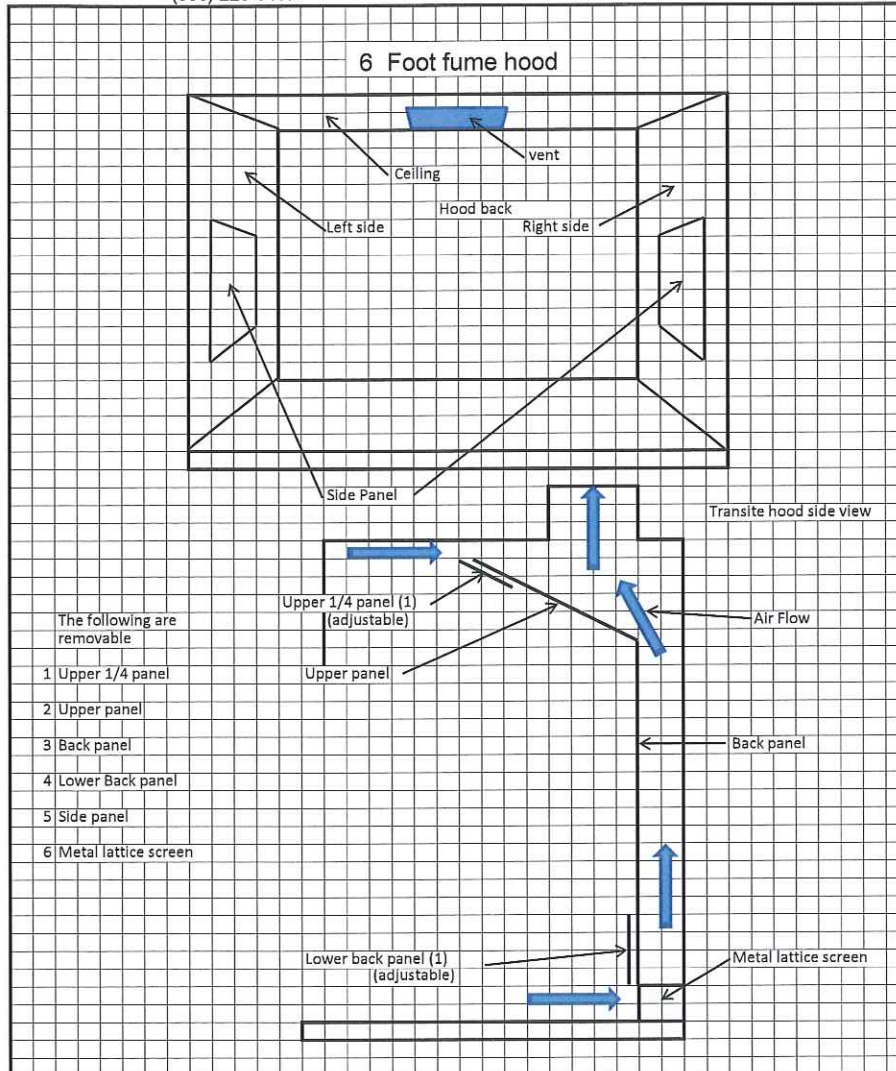 6 Foot fume hood
vent
Ceiling
Hood back
Left side
Right side
Side Panel
Transite hood side view
Upper 1/4 panel (1)
(adjustable)
Air Flow
The following are
removable
1 Upper 1/4 panel
Upper panel
2 Upper panel
3 Back panel
Back panel
4 Lower Back panel
5 Side panel
6 Metal lattice screen
Lower back panel (1)
(adjustable)
Metal lattice screen